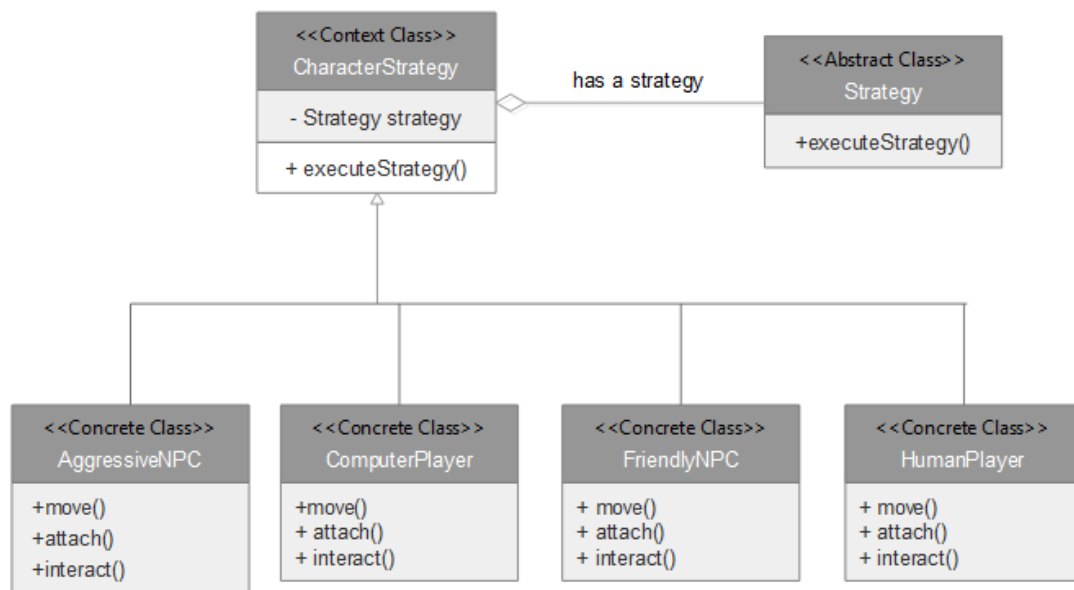 <<Context Class>>
CharacterStrategy
- Strategy strategy
+ executeStrategy()
has a strategy
<<Abstract Class>>
Strategy
+executeStrategy()
<<Concrete Class>>
AggressiveNPC
+move()
+attach()
+interact()
<<Concrete Class>>
ComputerPlayer
+move()
+ attach()
+ interact()
<<Concrete Class>>
FriendlyNPC
+ move()
+ attach()
+ interact()
<<Concrete Class>>
HumanPlayer
+ move()
+ attach()
+ interact()